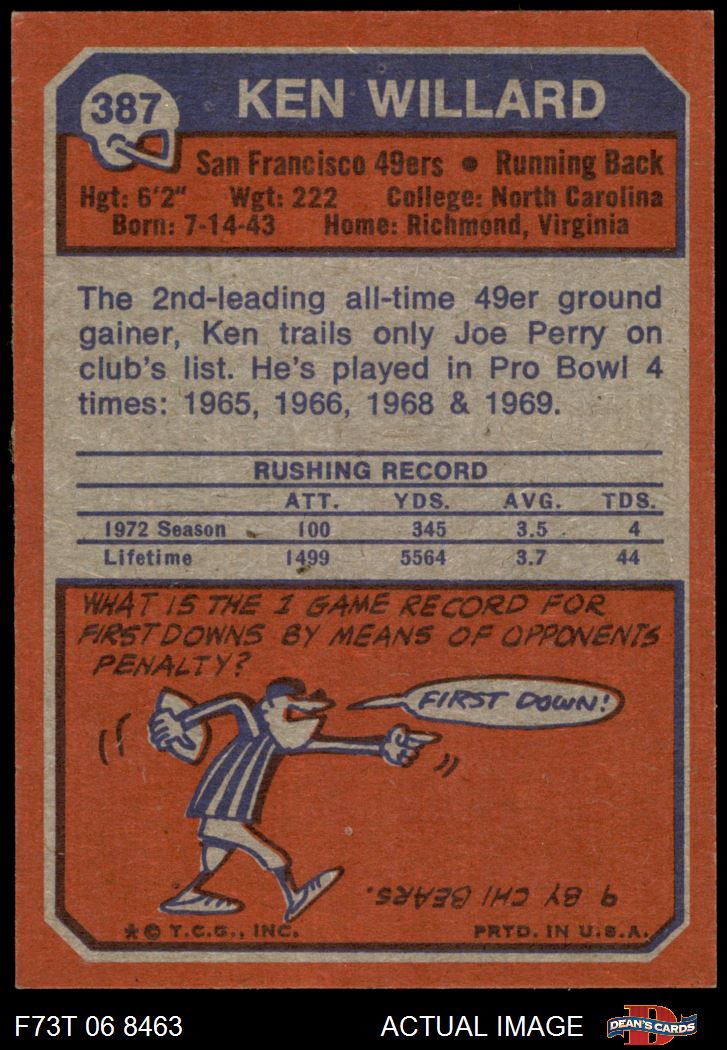 387
KEN WILLARD
San Francisco 49ers • Running Back
Hgt: 6'2" Wgt: 222 College: North Carolina
Born: 7-14-43 Home: Richmond, Virginia
The 2nd-leading all-time 49er ground
gainer, Ken trails only Joe Perry on
club's list. He's played in Pro Bowl 4
times: 1965, 1966, 1968 & 1969.
RUSHING RECORD
ATT. YDS. AVG. TDS.
1972 Season 100 345 3.5 4
Lifetime 1499 5564 3.7 44
WHAT IS THE 1 GAME RECORD FOR
FIRST DOWNS BY MEANS OF OPPONENTS
PENALTY?
FIRST DOWN!
9 BY CHI BEARS.
* © T.C.G., INC. PRTD. IN U.S.A.
F73T 06 8463 ACTUAL IMAGE
D
DEAN'S CARDS